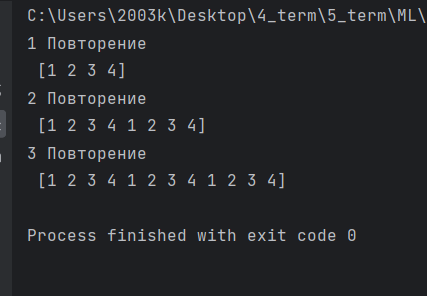 C:\Users\2003k\Desktop\4_term\5_term\ML\
1 Повторение
[1 2 3 4]
2 Повторение
[1 2 3 4 1 2 3 4]
3 Повторение
[1 2 3 4 1 2 3 4 1 2 3 4]
Process finished with exit code 0